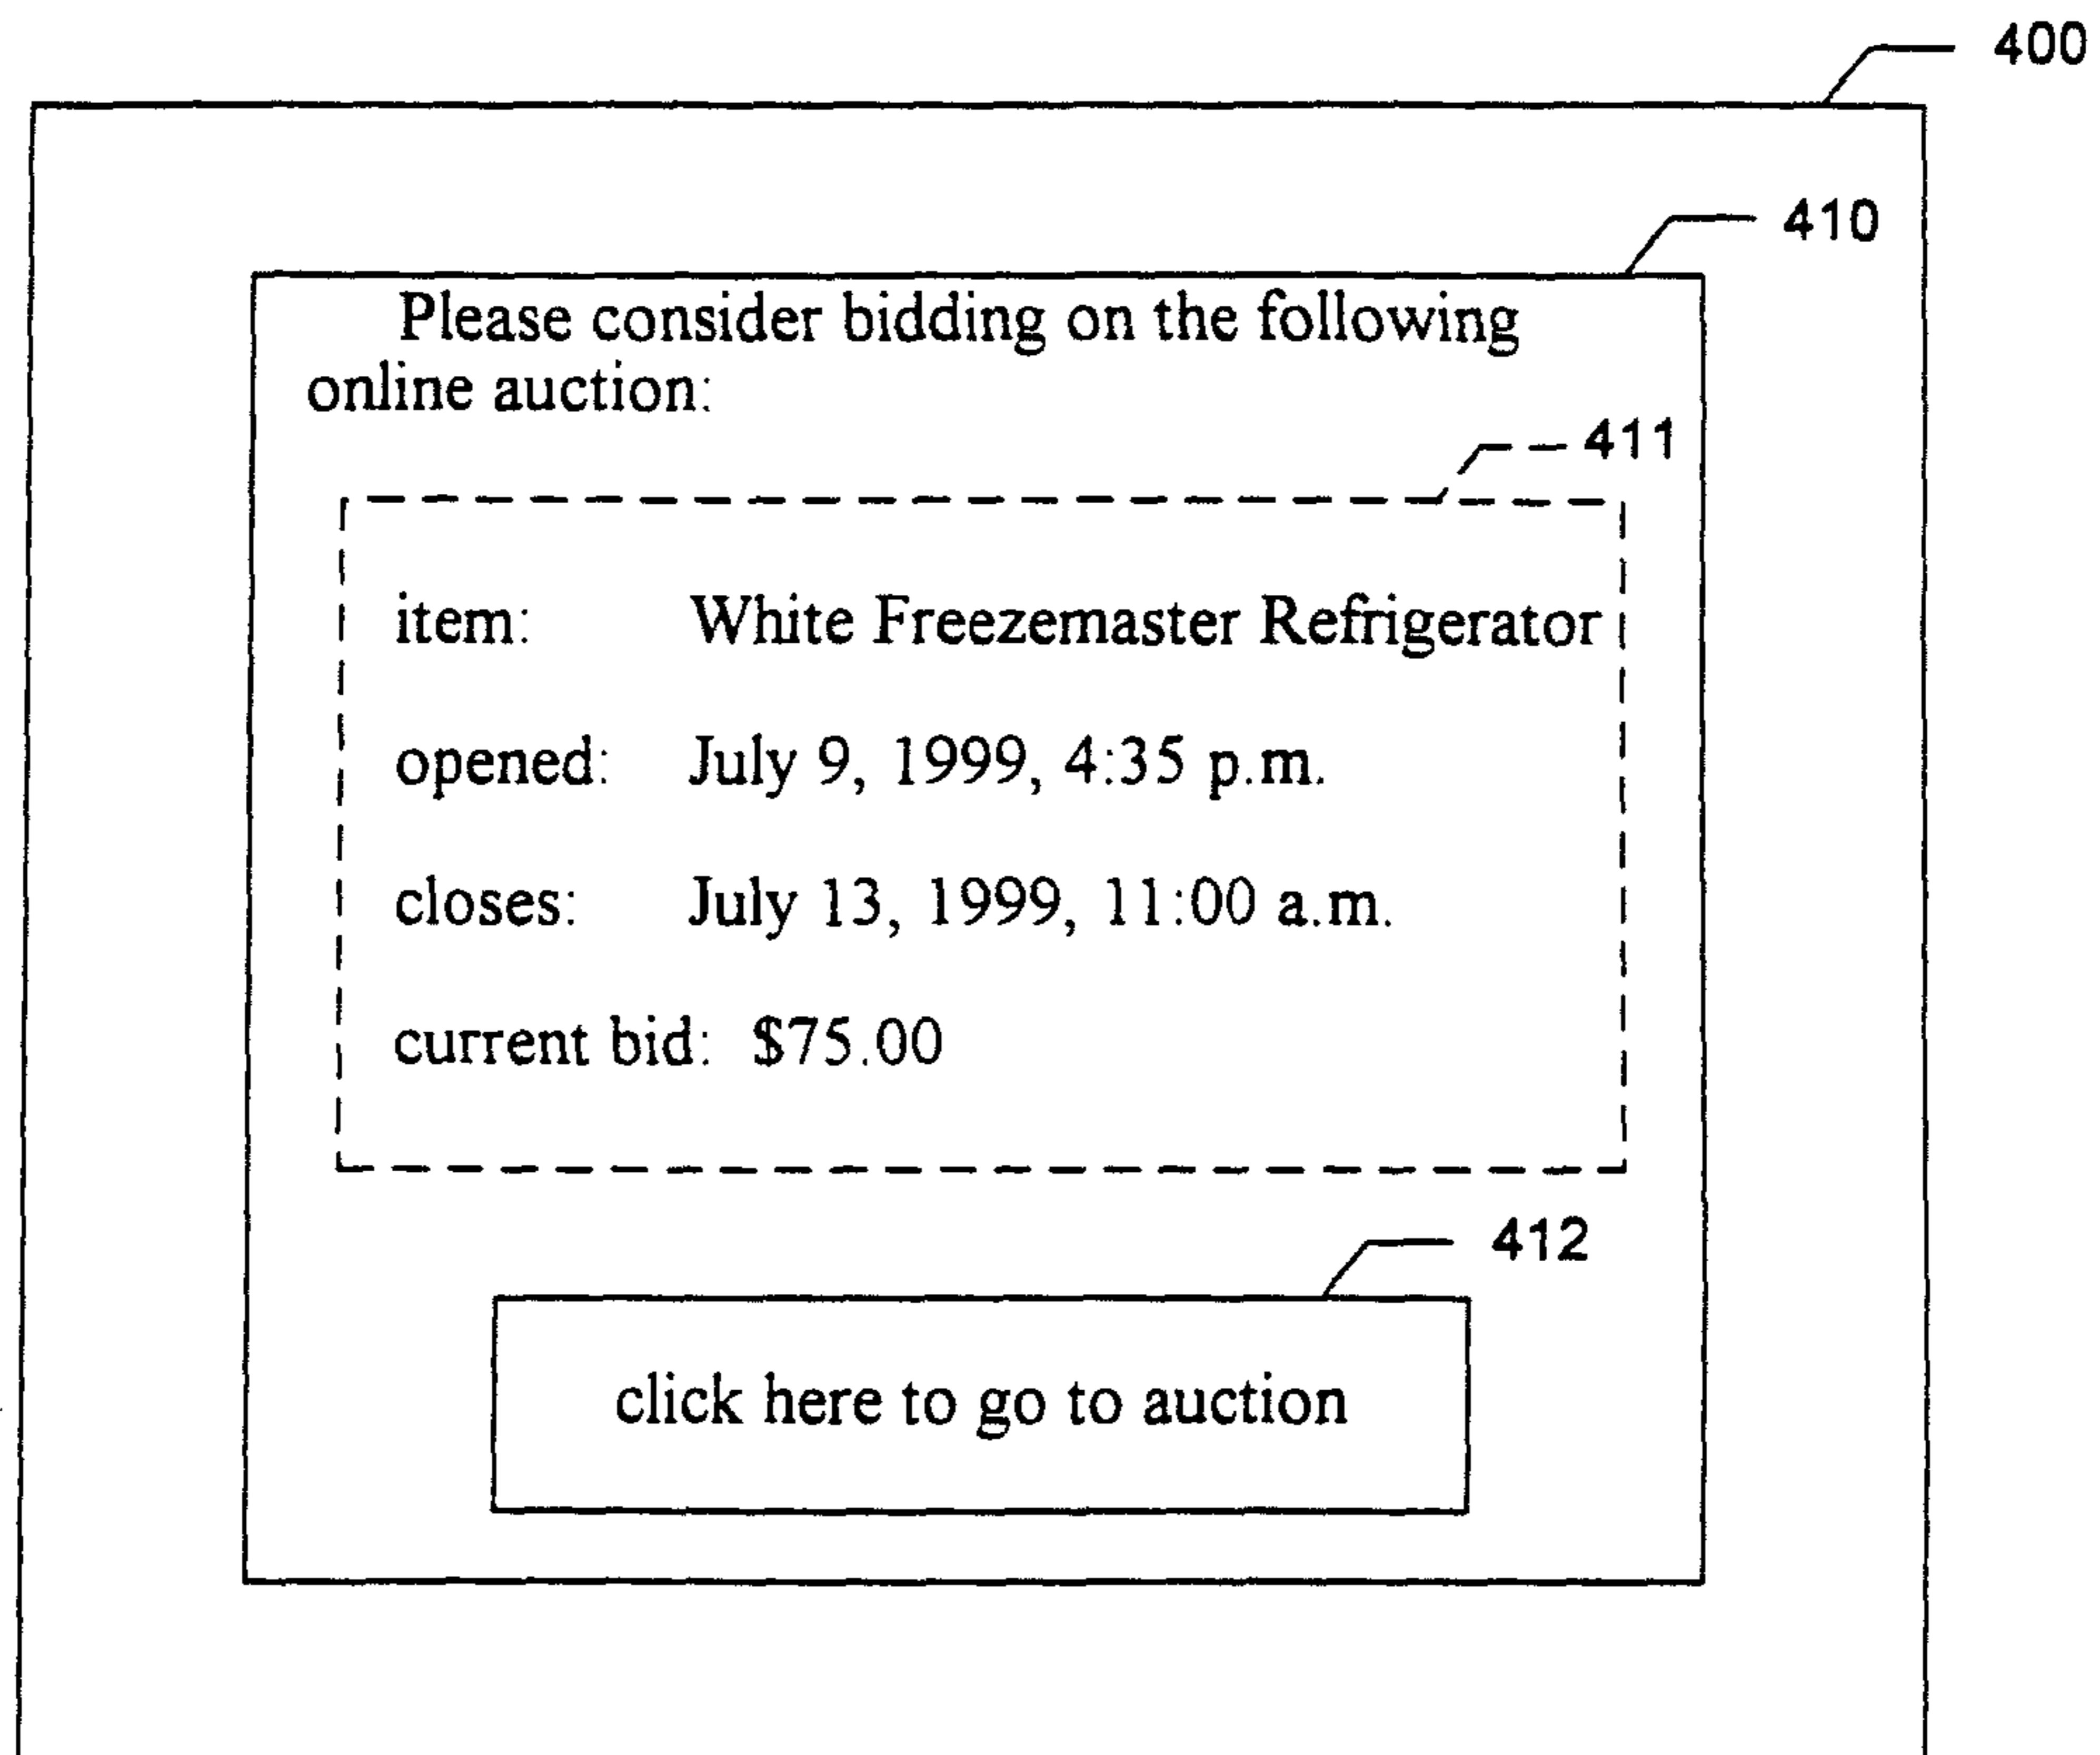 400
410
Please consider bidding on the following
online auction:
411
item: White Freezemaster Refrigerator
opened: July 9, 1999, 4:35 p.m.
closes: July 13, 1999, 11:00 a.m.
current bid: $75.00
412
click here to go to auction